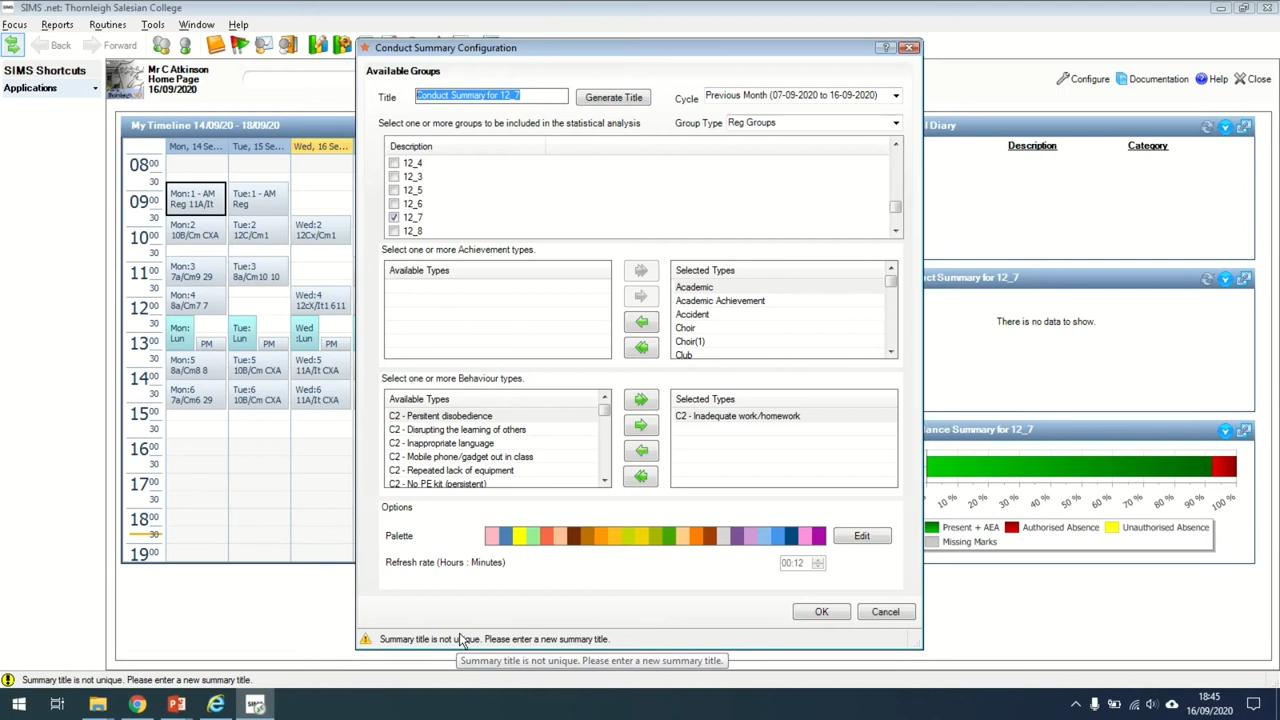 SIMS .net: Thornleigh Salesian College
Focus Reports Routines Tools Window Help
Back Forward
SIMS Shortcuts
Applications
Mr C Atkinson
Home Page
16/09/2020
Configure Documentation Help Close
My Timeline 14/09/20 - 18/09/20
Mon, 14 Se... Tue, 15 Se... Wed, 16 Se...
08 00
30
09 00
30
10 00
30
11 00
30
12 00
30
13 00
30
14 00
30
15 00
30
16 00
30
17 00
30
18 00
30
19 00
Mon:1 - AM
Reg 11A/It
Tue:1 - AM
Reg
Mon:2
10B/Cm CXA
Tue:2
12C/Cm1
Wed:2
12Cx/Cm1
Mon:3
7a/Cm9 29
Tue:3
8a/Cm10 10
Mon:4
8a/Cm7 7
Wed:4
12cX/It1 611
Mon:
Lun
PM
Tue:
Lun
PM
Wed
:Lun
PM
Mon:5
8a/Cm8 8
Tue:5
10B/Cm CXA
Wed:5
11A/It CXA
Mon:6
7a/Cm6 29
Tue:6
10B/Cm CXA
Wed:6
11A/It CXA
Conduct Summary Configuration
Available Groups
Title Conduct Summary for 12_7 Generate Title Cycle Previous Month (07-09-2020 to 16-09-2020)
Select one or more groups to be included in the statistical analysis Group Type Reg Groups
Description
12_4
12_3
12_5
12_6
12_7
12_8
Select one or more Achievement types.
Available Types
Selected Types
Academic
Academic Achievement
Accident
Choir
Choir(1)
Club
Select one or more Behaviour types.
Available Types
C2 - Persitent disobedience
C2 - Disrupting the learning of others
C2 - Inappropriate language
C2 - Mobile phone/gadget out in class
C2 - Repeated lack of equipment
C2 - No PE kit (persistent)
Selected Types
C2 - Inadequate work/homework
Options
Palette Edit
Refresh rate (Hours : Minutes) 00:12
OK Cancel
Summary title is not unique. Please enter a new summary title.
Summary title is not unique. Please enter a new summary title.
l Diary
Description Category
ct Summary for 12_7
There is no data to show.
lance Summary for 12_7
10 % 20 % 30 % 40 % 50 % 60 % 70 % 80 % 90 % 100 %
Present + AEA Authorised Absence Unauthorised Absence
Missing Marks
Summary title is not unique. Please enter a new summary title.
SIMS
18:45
16/09/2020